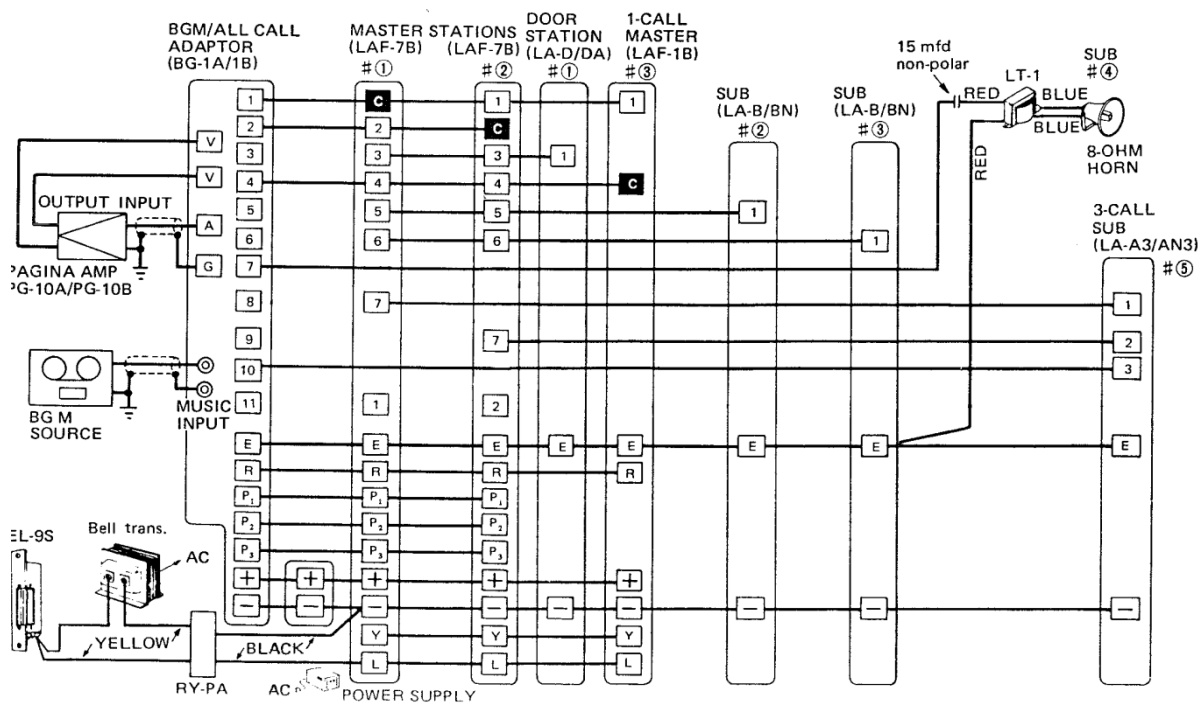 BGM/ALL CALL
ADAPTOR
(BG-1A/1B)
MASTER STATIONS
(LAF-7B) (LAF-7B)
#① #②
DOOR
STATION
(LA-D/DA)
#①
1-CALL
MASTER
(LAF-1B)
#③
SUB
(LA-B/BN)
#②
SUB
(LA-B/BN)
#③
15 mfd
non-polar
LT-1
SUB
#④
RED
BLUE
BLUE
RED
8-OHM
HORN
3-CALL
SUB
(LA-A3/AN3)
#⑤
OUTPUT INPUT
PAGINA AMP
PG-10A/PG-10B
V
V
A
G
BGM
SOURCE
MUSIC
INPUT
1 C 1 1
2 2 C
3 3 3 1
4 4 4 C
5 5 5 1
6 6 6 1
7
8 7 1
9 7 2
10 3
11 1 2
E E E E E E E E
R R R R
P1 P1 P1
P2 P2 P2
P3 P3 P3
+ + + + +
− − − − − − − − −
Y Y Y
L L L
EL-9S
Bell trans.
AC
YELLOW
BLACK
RY-PA
AC
POWER SUPPLY